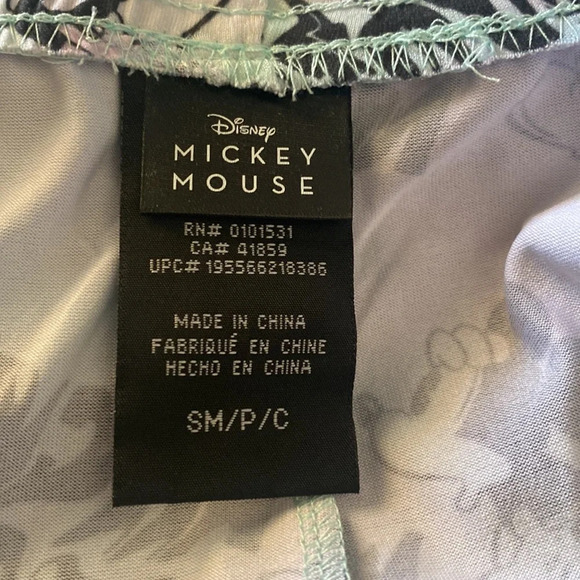 Disney
MICKEY
MOUSE
RN# 0101531
CA# 41859
UPC# 195566218386
MADE IN CHINA
FABRIQUÉ EN CHINE
HECHO EN CHINA
SM/P/C